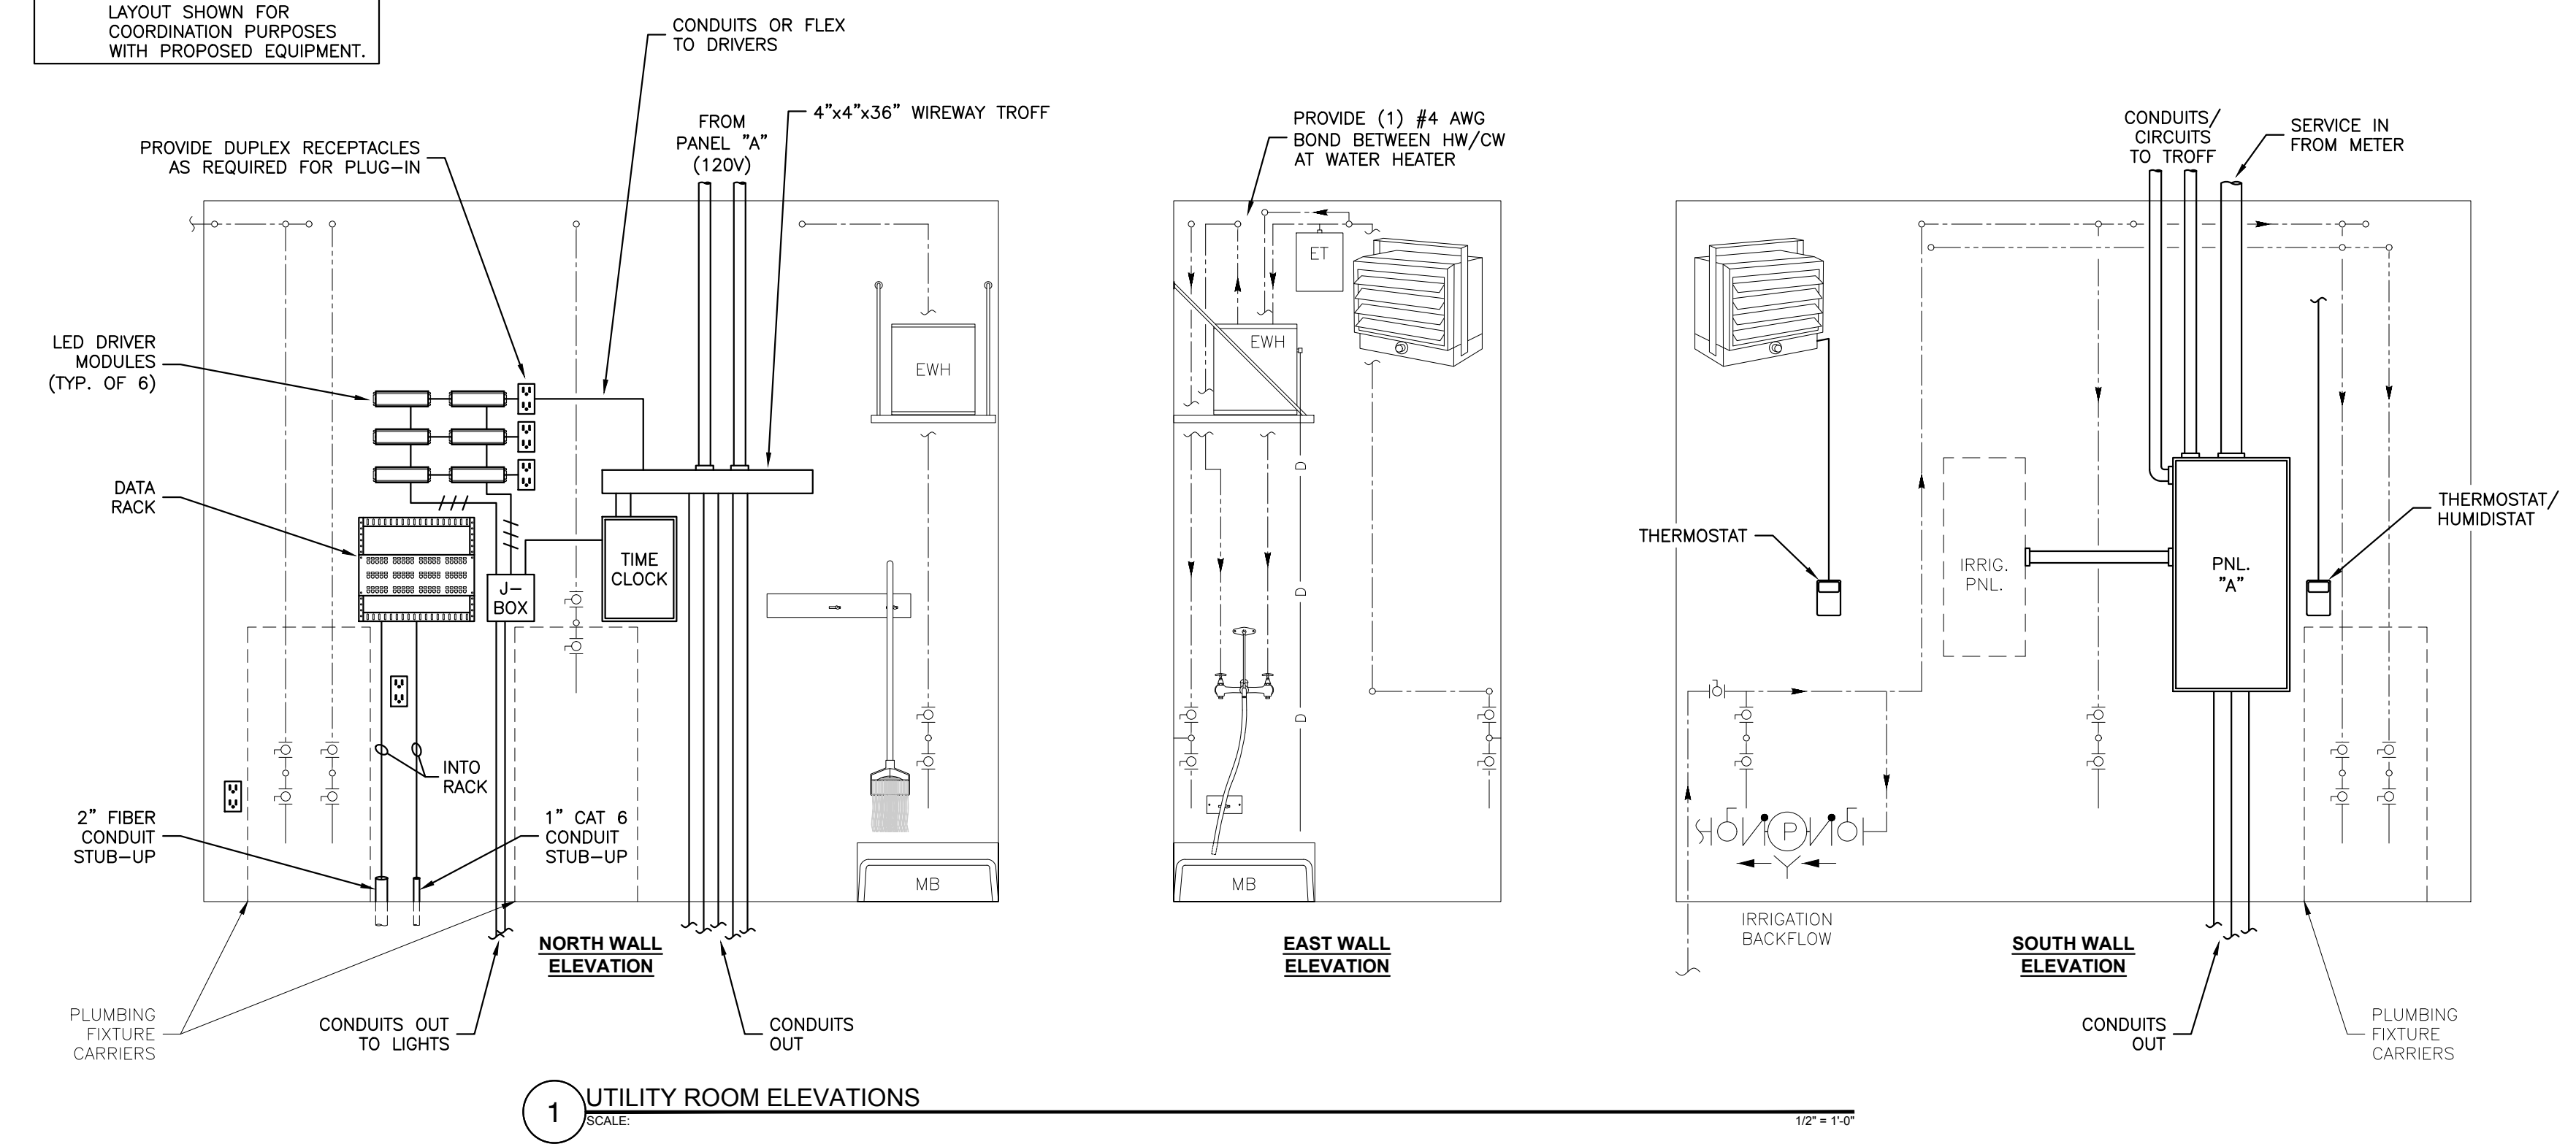 LAYOUT SHOWN FOR
COORDINATION PURPOSES
WITH PROPOSED EQUIPMENT.
CONDUITS OR FLEX
TO DRIVERS
FROM
PANEL "A"
(120V)
4"x4"x36" WIREWAY TROFF
PROVIDE DUPLEX RECEPTACLES
AS REQUIRED FOR PLUG-IN
LED DRIVER
MODULES
(TYP. OF 6)
DATA
RACK
EWH
TIME
CLOCK
J-
BOX
INTO
RACK
2" FIBER
CONDUIT
STUB-UP
1" CAT 6
CONDUIT
STUB-UP
MB
NORTH WALL
ELEVATION
PLUMBING
FIXTURE
CARRIERS
CONDUITS OUT
TO LIGHTS
CONDUITS
OUT
PROVIDE (1) #4 AWG
BOND BETWEEN HW/CW
AT WATER HEATER
ET
EWH
D
D
D
MB
EAST WALL
ELEVATION
CONDUITS/
CIRCUITS
TO TROFF
SERVICE IN
FROM METER
THERMOSTAT
IRRIG.
PNL.
PNL.
"A"
THERMOSTAT/
HUMIDISTAT
P
IRRIGATION
BACKFLOW
SOUTH WALL
ELEVATION
CONDUITS
OUT
PLUMBING
FIXTURE
CARRIERS
1
UTILITY ROOM ELEVATIONS
SCALE:
1/2" = 1'-0"